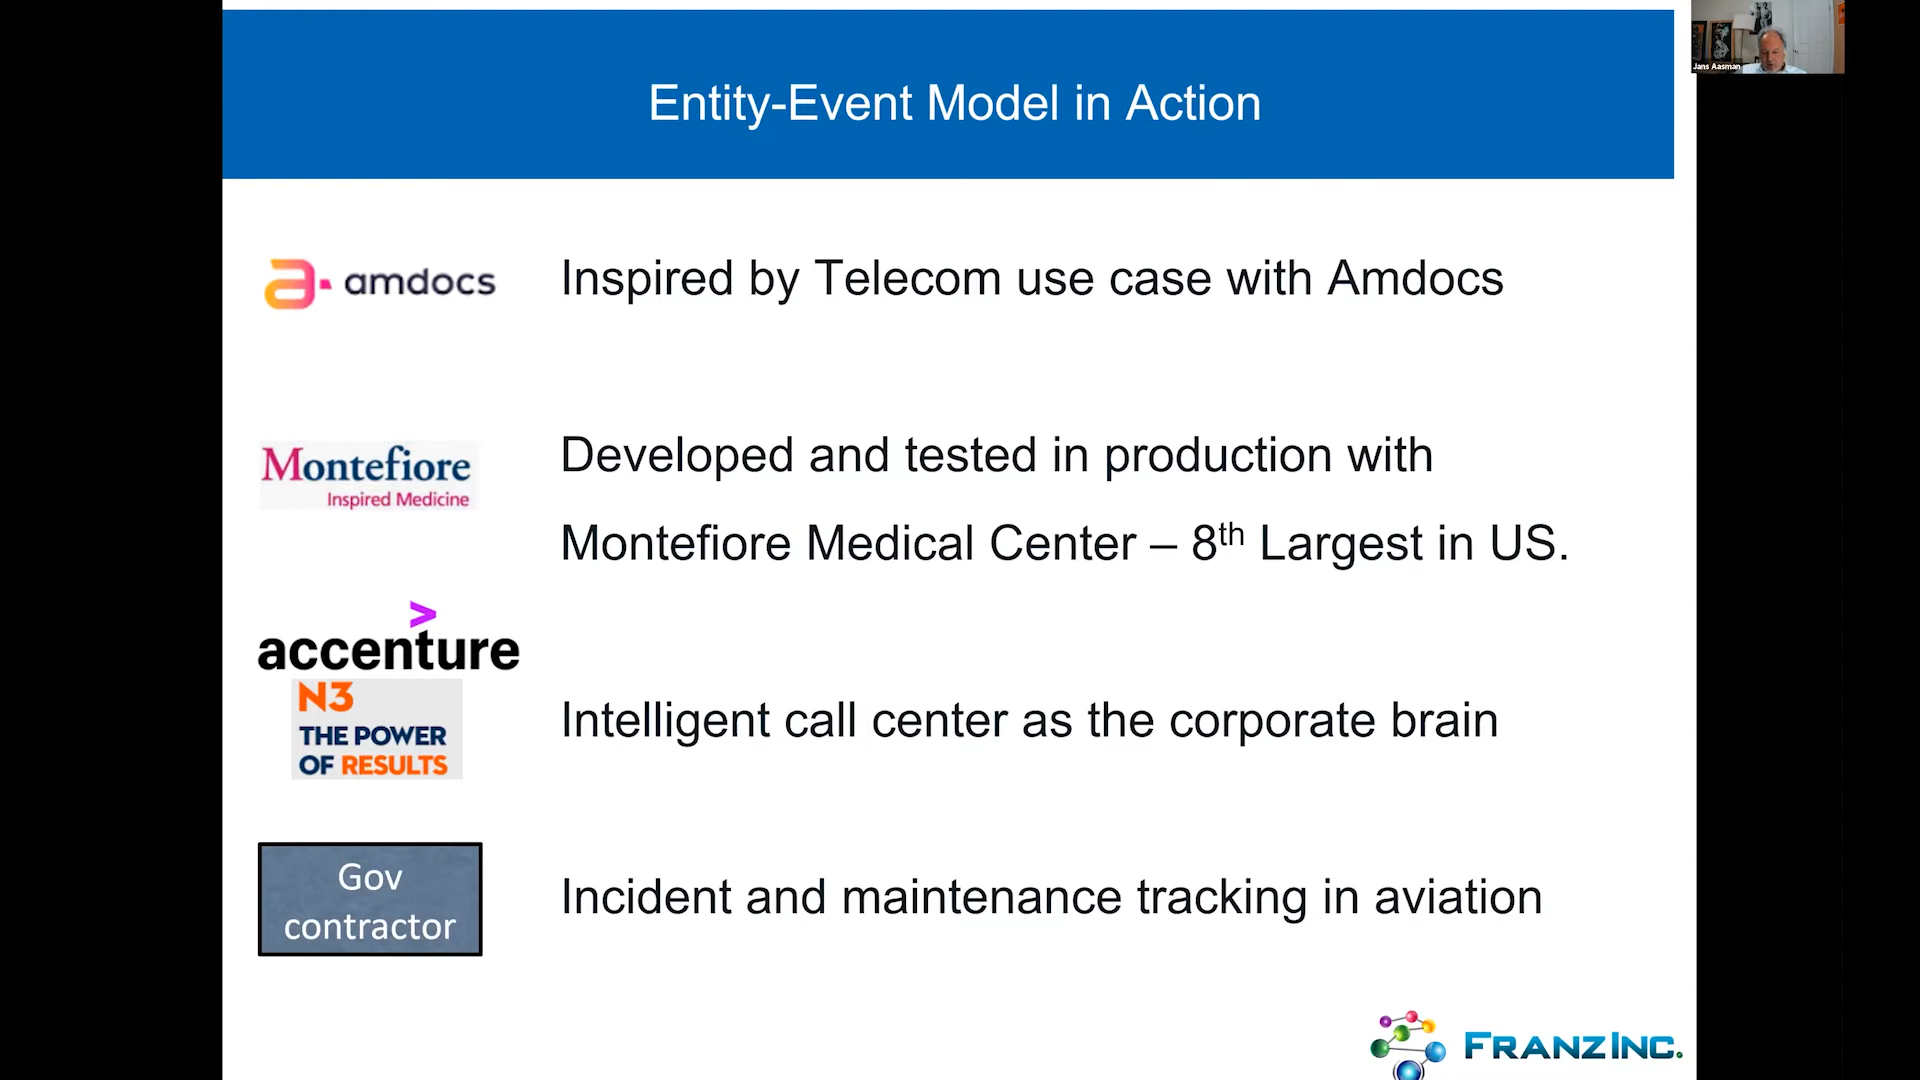 Entity-Event Model in Action
Jans Aasman
amdocs
Inspired by Telecom use case with Amdocs
Montefiore
Inspired Medicine
Developed and tested in production with
Montefiore Medical Center – 8th Largest in US.
accenture
N3
THE POWER
OF RESULTS
Intelligent call center as the corporate brain
Gov
contractor
Incident and maintenance tracking in aviation
FRANZ INC.